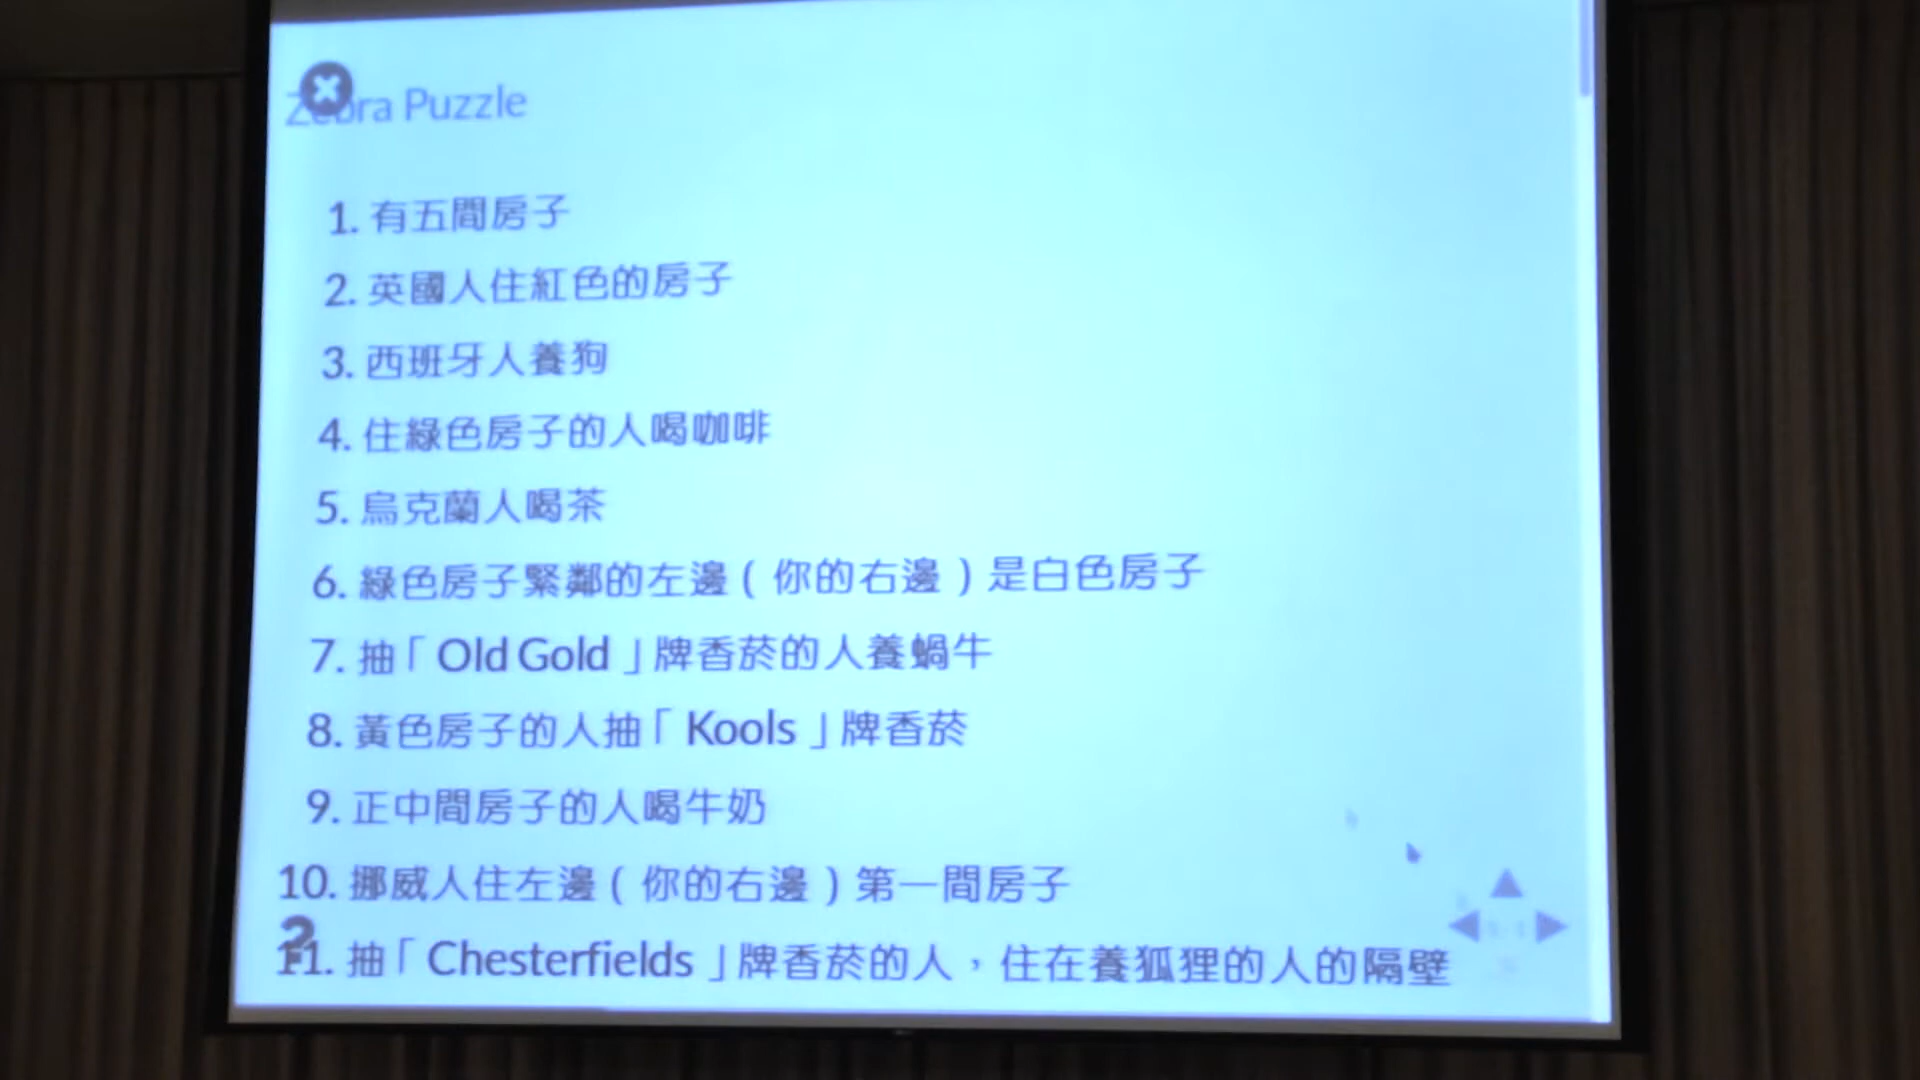 Zebra Puzzle
1. 有五間房子
2. 英國人住紅色的房子
3. 西班牙人養狗
4. 住綠色房子的人喝咖啡
5. 烏克蘭人喝茶
6. 綠色房子緊鄰的左邊（你的右邊）是白色房子
7. 抽「Old Gold」牌香菸的人養蝸牛
8. 黃色房子的人抽「Kools」牌香菸
9. 正中間房子的人喝牛奶
10. 挪威人住左邊（你的右邊）第一間房子
?
11. 抽「Chesterfields」牌香菸的人，住在養狐狸的人的隔壁